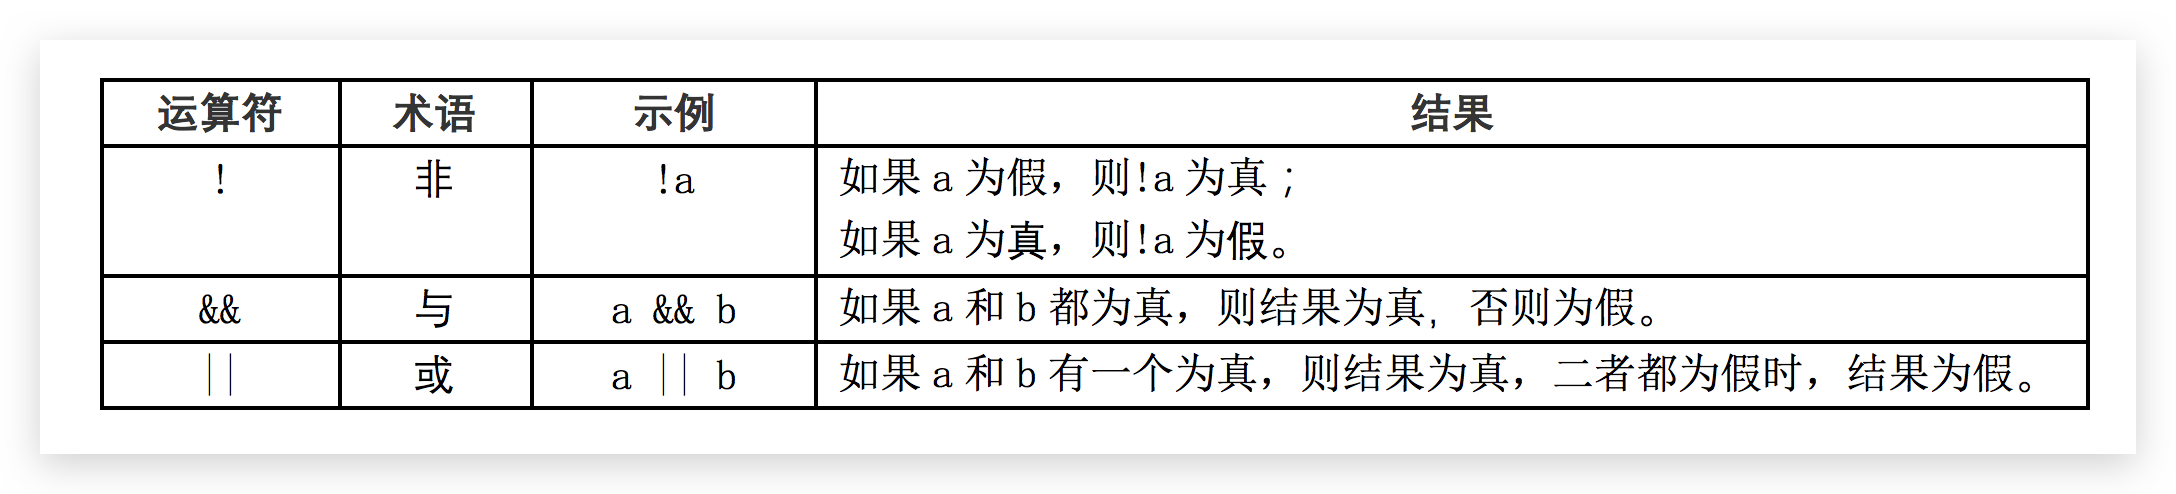 运算符 术语 示例 结果
! 非 !a 如果 a 为假，则!a 为真；
如果 a 为真，则!a 为假。
&& 与 a && b 如果 a 和 b 都为真，则结果为真，否则为假。
|| 或 a || b 如果 a 和 b 有一个为真，则结果为真，二者都为假时，结果为假。